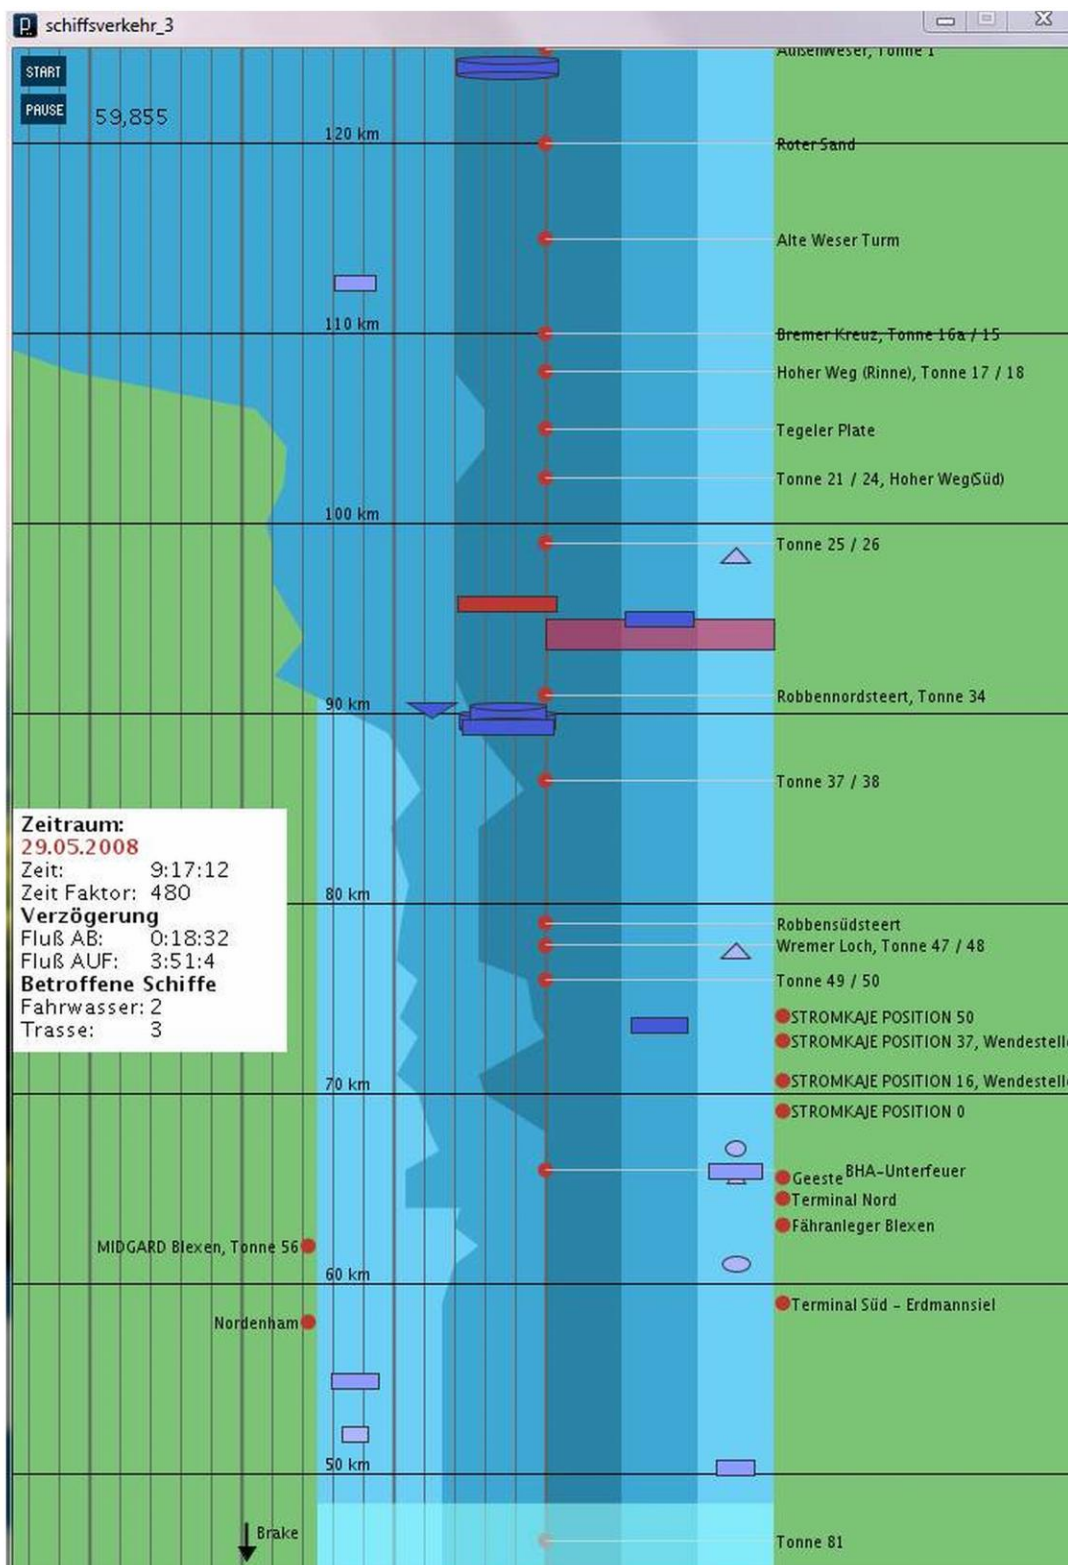 schiffsverkehr_3
Außenweser, Tonne 1
START
PAUSE
59,855
120 km
Roter Sand
Alte Weser Turm
110 km
Bremer Kreuz, Tonne 16a / 15
Hoher Weg (Rinne), Tonne 17 / 18
Tegeler Plate
Tonne 21 / 24, Hoher Weg(Süd)
100 km
Tonne 25 / 26
Robbennordsteert, Tonne 34
90 km
Tonne 37 / 38
Zeitraum:
29.05.2008
Zeit: 9:17:12
Zeit Faktor: 480
Verzögerung
Fluß AB: 0:18:32
Fluß AUF: 3:51:4
Betroffene Schiffe
Fahrwasser: 2
Trasse: 3
80 km
Robbensüdsteert
Wremer Loch, Tonne 47 / 48
Tonne 49 / 50
STROMKAJE POSITION 50
STROMKAJE POSITION 37, Wendestelle
70 km
STROMKAJE POSITION 16, Wendestelle
STROMKAJE POSITION 0
BHA-Unterfeuer
Geeste
Terminal Nord
Fähranleger Blexen
MIDGARD Blexen, Tonne 56
60 km
Terminal Süd - Erdmannsiel
Nordenham
50 km
Brake
Tonne 81